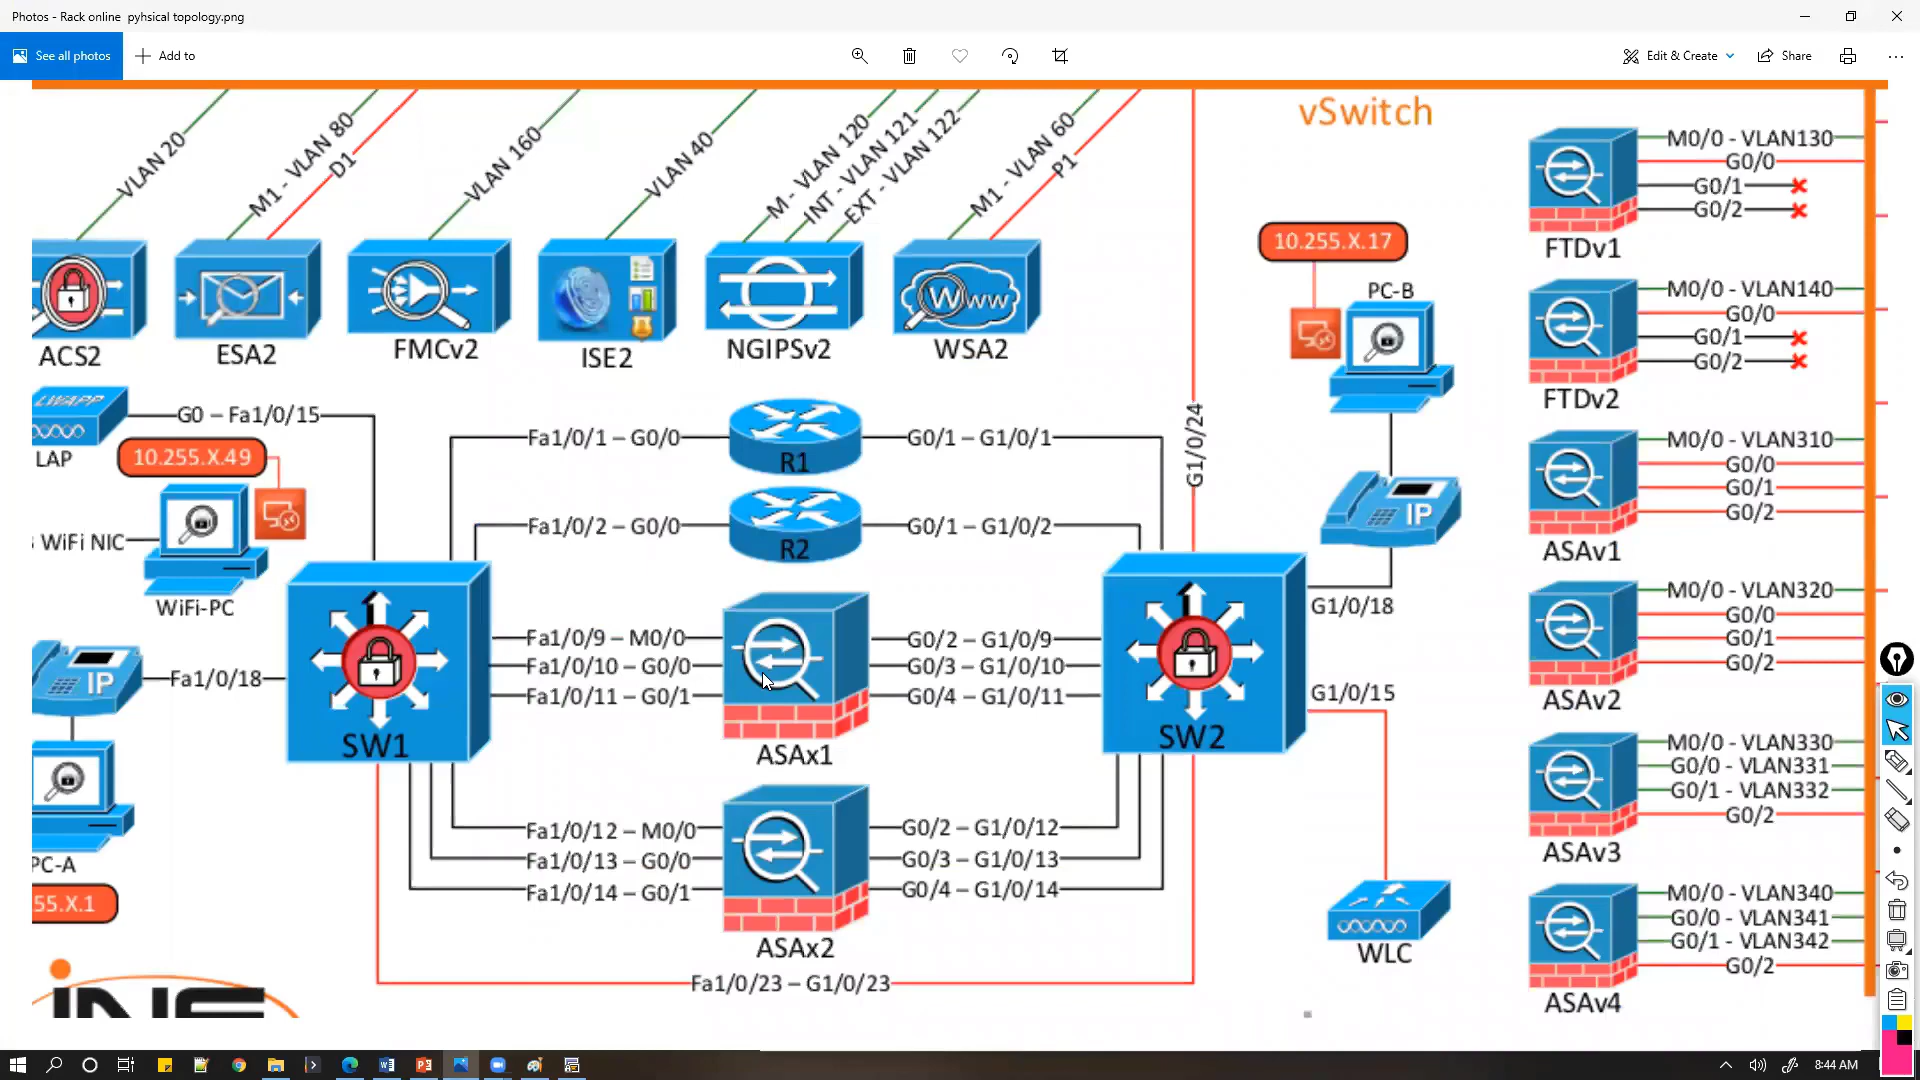 Photos - Rack online  pyhsical topology.png
See all photos
Add to
Edit & Create
Share
vSwitch
VLAN 20
M1 - VLAN 80
D1
VLAN 160
VLAN 40
M - VLAN 120
INT - VLAN 121
EXT - VLAN 122
M1 - VLAN 60
P1
ACS2
ESA2
FMCv2
ISE2
NGIPSv2
Www
WSA2
10.255.X.17
PC-B
LWAPP
LAP
G0 – Fa1/0/15
10.255.X.49
WiFi NIC
WiFi-PC
Fa1/0/1 – G0/0
R1
G0/1 – G1/0/1
Fa1/0/2 – G0/0
R2
G0/1 – G1/0/2
G1/0/24
IP
G1/0/18
IP
Fa1/0/18
SW1
Fa1/0/9 – M0/0
Fa1/0/10 – G0/0
Fa1/0/11 – G0/1
ASAx1
G0/2 – G1/0/9
G0/3 – G1/0/10
G0/4 – G1/0/11
SW2
G1/0/15
PC-A
55.X.1
Fa1/0/12 – M0/0
Fa1/0/13 – G0/0
Fa1/0/14 – G0/1
ASAx2
G0/2 – G1/0/12
G0/3 – G1/0/13
G0/4 – G1/0/14
WLC
Fa1/0/23 – G1/0/23
M0/0 - VLAN130
G0/0
G0/1
G0/2
FTDv1
M0/0 - VLAN140
G0/0
G0/1
G0/2
FTDv2
M0/0 - VLAN310
G0/0
G0/1
G0/2
ASAv1
M0/0 - VLAN320
G0/0
G0/1
G0/2
ASAv2
M0/0 - VLAN330
G0/0 - VLAN331
G0/1 - VLAN332
G0/2
ASAv3
M0/0 - VLAN340
G0/0 - VLAN341
G0/1 - VLAN342
G0/2
ASAv4
8:44 AM